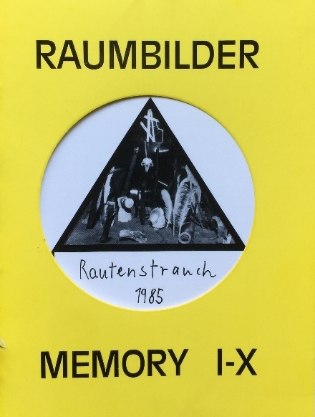 RAUMBILDER
Rautenstrauch
1985
MEMORY I-X